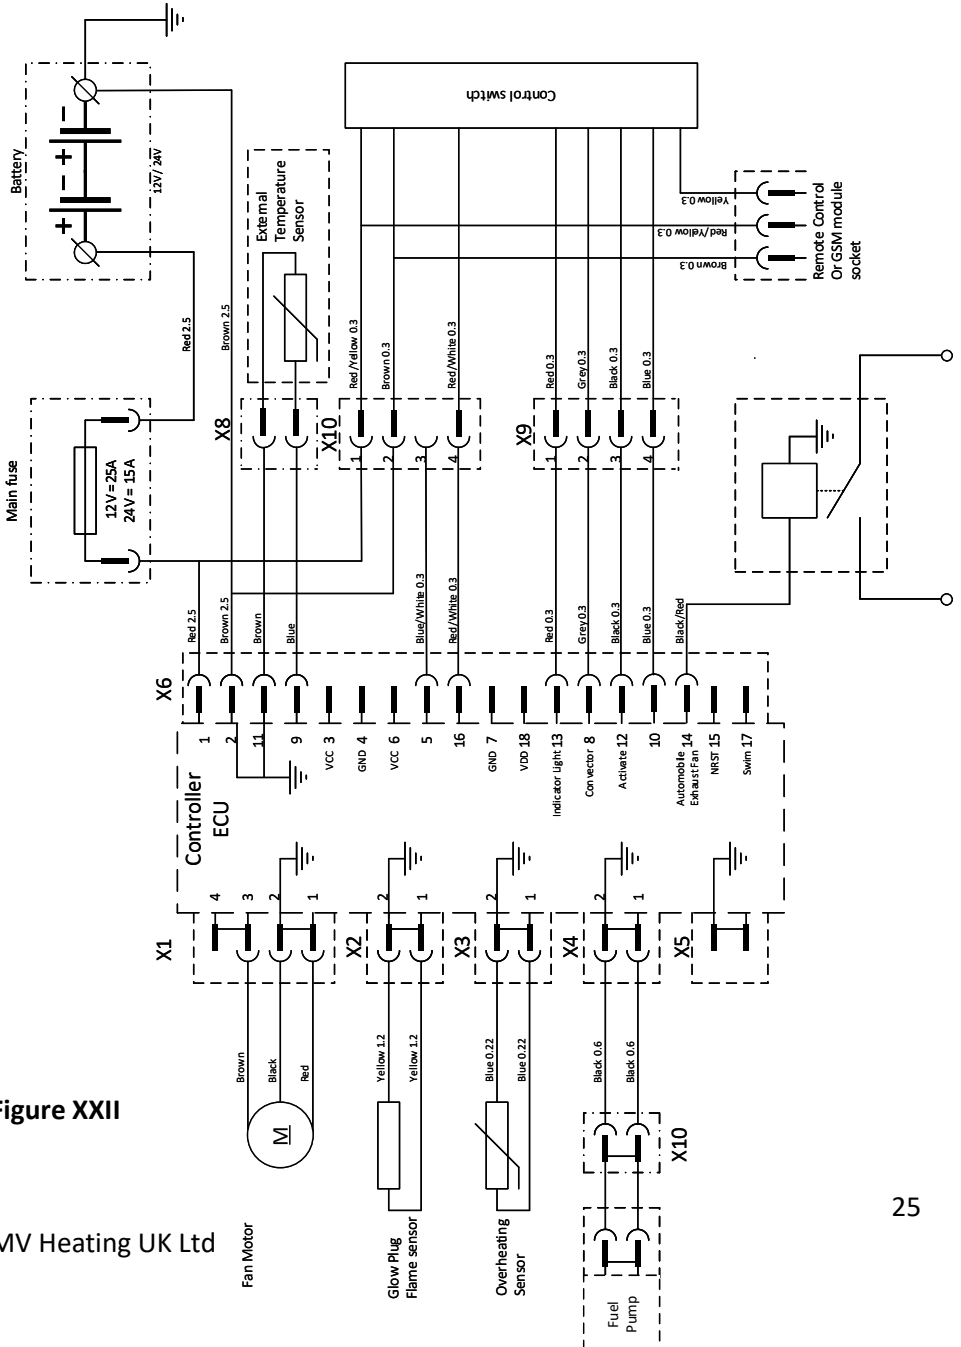 Battery
12V / 24V
Main fuse
12V = 25A
24V = 15A
Red 2.5
Brown 2.5
External
Temperature
Sensor
Control switch
Yellow 0.3
Red/Yellow 0.3
Brown 0.3
Remote Control
Or GSM module
socket
X8
X10
1
2
3
4
Red/Yellow 0.3
Brown 0.3
Red/White 0.3
X9
1
2
3
4
Red 0.3
Grey 0.3
Black 0.3
Blue 0.3
Red 2.5
Brown 2.5
Brown
Blue
Blue/White 0.3
Red/White 0.3
Red 0.3
Grey 0.3
Black 0.3
Blue 0.3
Black/Red
X6
1
2
11
9
VCC 3
GND 4
VCC 6
5
16
GND 7
VDD 18
Indicator Light 13
Convector 8
Activate 12
10
Automobile
Exhaust Fan 14
NRST 15
Swim 17
Controller
ECU
X1
4
3
2
1
X2
2
1
X3
2
1
X4
2
1
X5
Brown
Black
Red
Yellow 1.2
Yellow 1.2
Blue 0.22
Blue 0.22
Black 0.6
Black 0.6
M
X10
Fan Motor
Glow Plug
Flame sensor
Overheating
Sensor
Fuel
Pump
Figure XXII
MV Heating UK Ltd
25